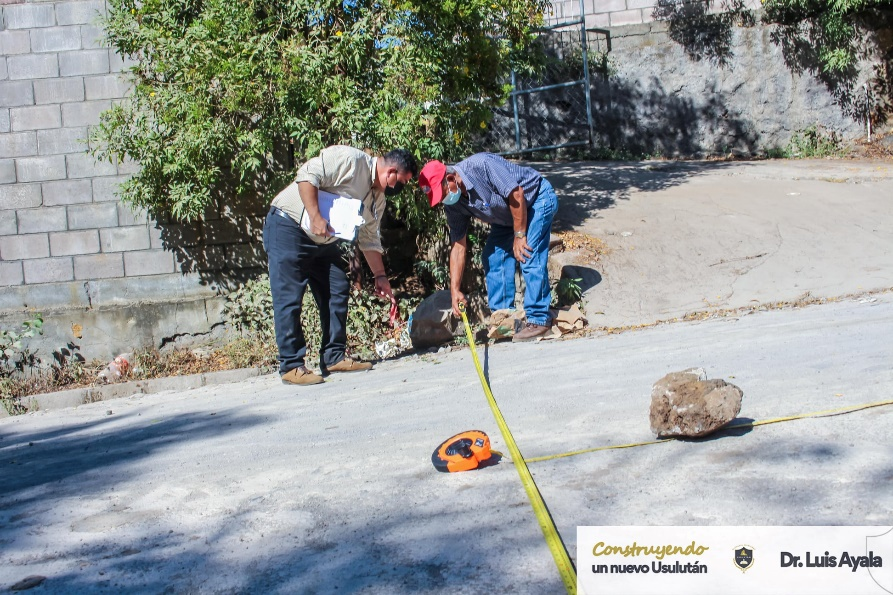 Construyendo
un nuevo Usulután
Dr. Luis Ayala